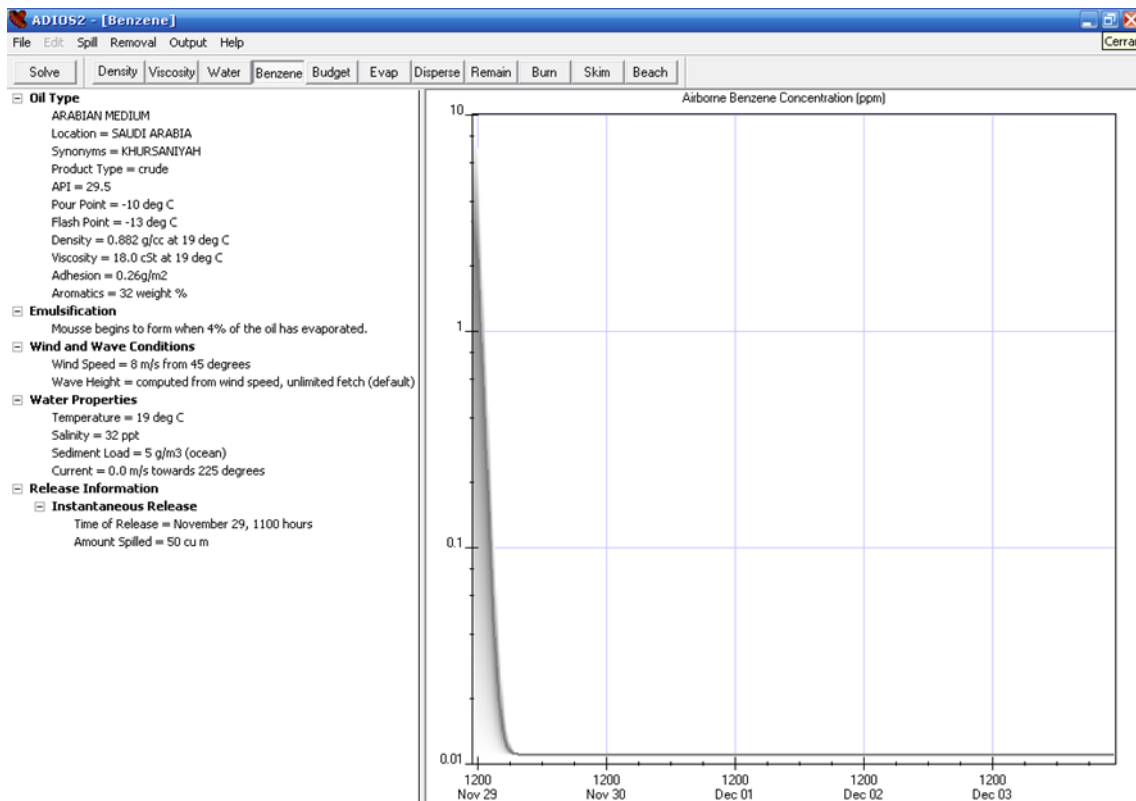 ADIOS2 - [Benzene]
File Edit Spill Removal Output Help
Cerrar
Solve Density Viscosity Water Benzene Budget Evap Disperse Remain Burn Skim Beach
Oil Type
ARABIAN MEDIUM
Location = SAUDI ARABIA
Synonyms = KHURSANIYAH
Product Type = crude
API = 29.5
Pour Point = -10 deg C
Flash Point = -13 deg C
Density = 0.882 g/cc at 19 deg C
Viscosity = 18.0 cSt at 19 deg C
Adhesion = 0.26g/m2
Aromatics = 32 weight %
Emulsification
Mousse begins to form when 4% of the oil has evaporated.
Wind and Wave Conditions
Wind Speed = 8 m/s from 45 degrees
Wave Height = computed from wind speed, unlimited fetch (default)
Water Properties
Temperature = 19 deg C
Salinity = 32 ppt
Sediment Load = 5 g/m3 (ocean)
Current = 0.0 m/s towards 225 degrees
Release Information
Instantaneous Release
Time of Release = November 29, 1100 hours
Amount Spilled = 50 cu m
Airborne Benzene Concentration (ppm)
10
1
0.1
0.01
1200 1200 1200 1200 1200
Nov 29 Nov 30 Dec 01 Dec 02 Dec 03